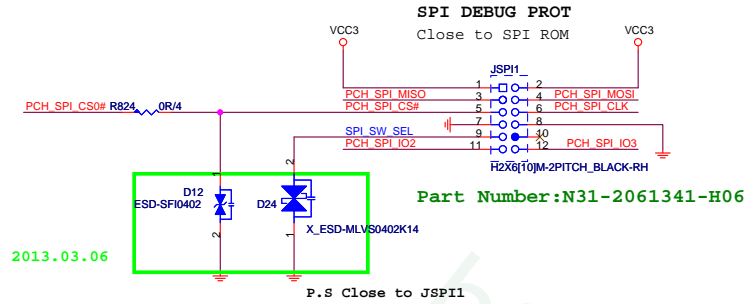 SPI DEBUG PROT
Close to SPI ROM
VCC3
VCC3
JSPI1
1
2
PCH_SPI_MISO
3
4
PCH_SPI_MOSI
PCH_SPI_CS0#
R824
0R/4
PCH_SPI_CS#
5
6
PCH_SPI_CLK
7
8
SPI_SW_SEL
9
10
PCH_SPI_IO2
11
12
PCH_SPI_IO3
H2X6[10]M-2PITCH_BLACK-RH
Part Number:N31-2061341-H06
1
2
D12
ESD-SFI0402
D24
X_ESD-MLVS0402K14
2
1
2013.03.06
P.S Close to JSPI1